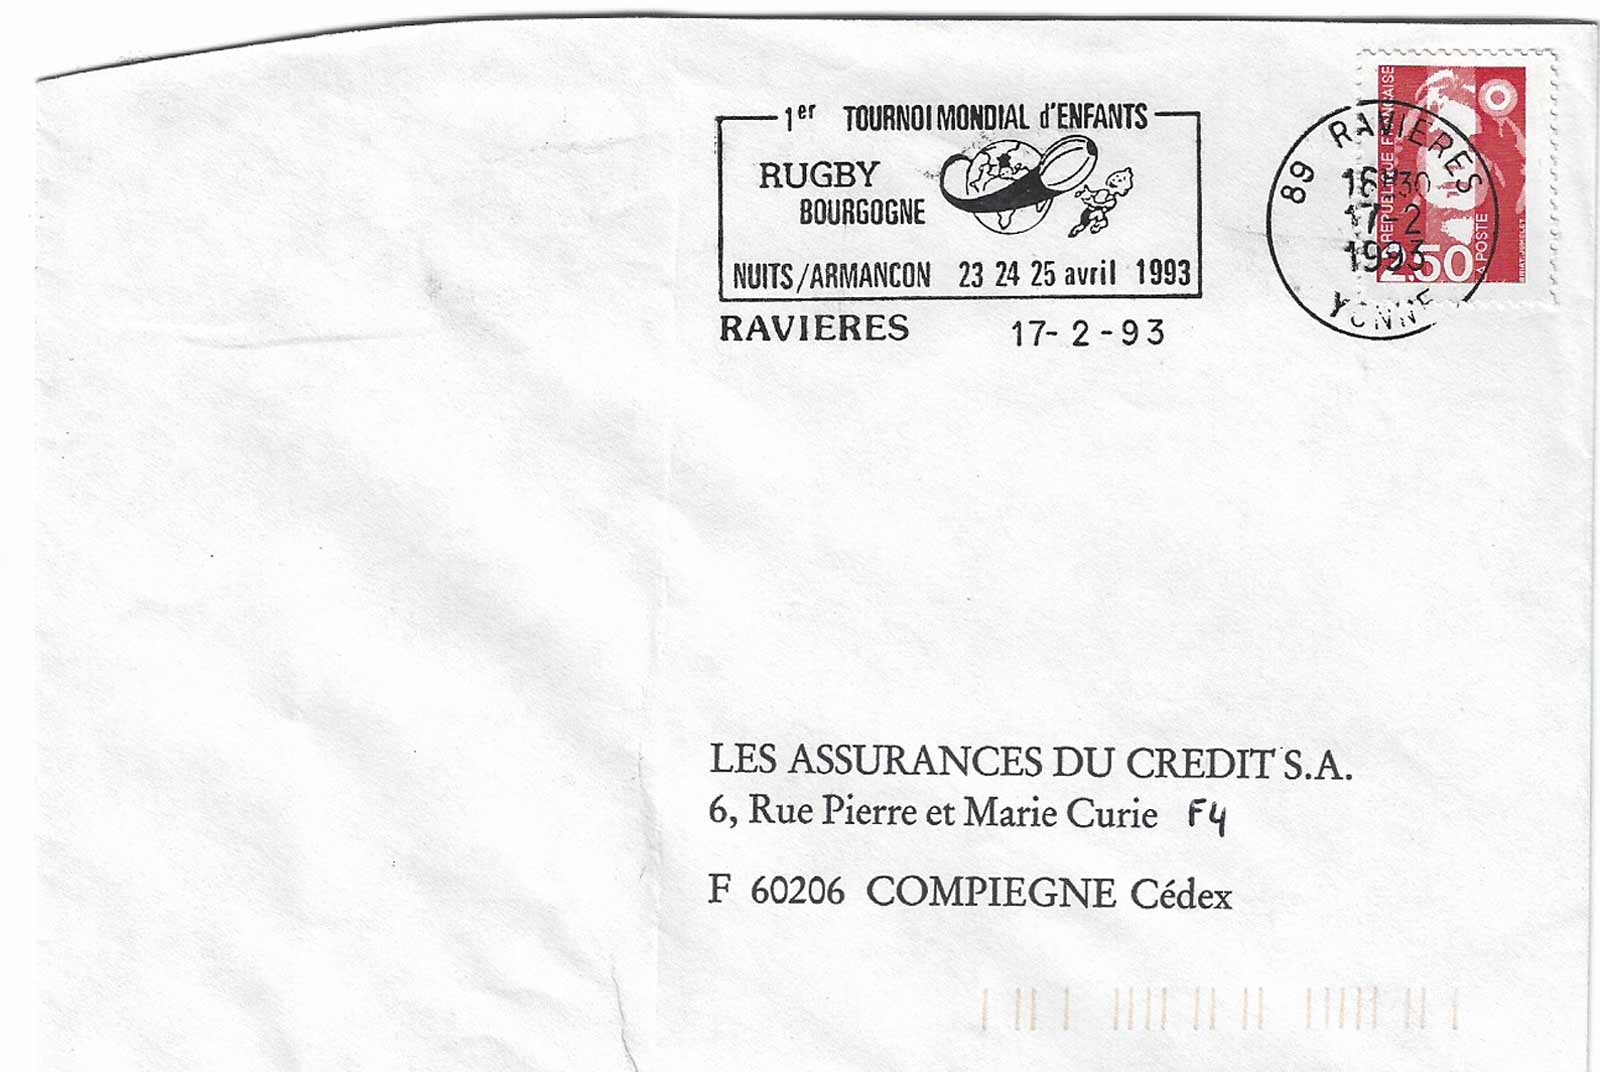 1er TOURNOI MONDIAL d'ENFANTS
RUGBY
BOURGOGNE
NUITS/ARMANCON 23 24 25 avril 1993
RAVIERES 17-2-93
89 RAVIERES
16H30
17-2
1993
YONNE
REPUBLIQUE FRANÇAISE
2,50
LA POSTE
LES ASSURANCES DU CREDIT S.A.
6, Rue Pierre et Marie Curie F4
F 60206 COMPIEGNE Cédex